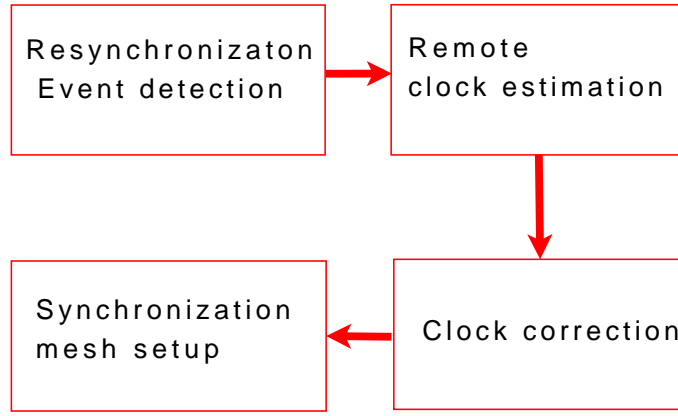 Resynchronizaton
Event detection
Remote
clock estimation
Clock correction
Synchronization
mesh setup